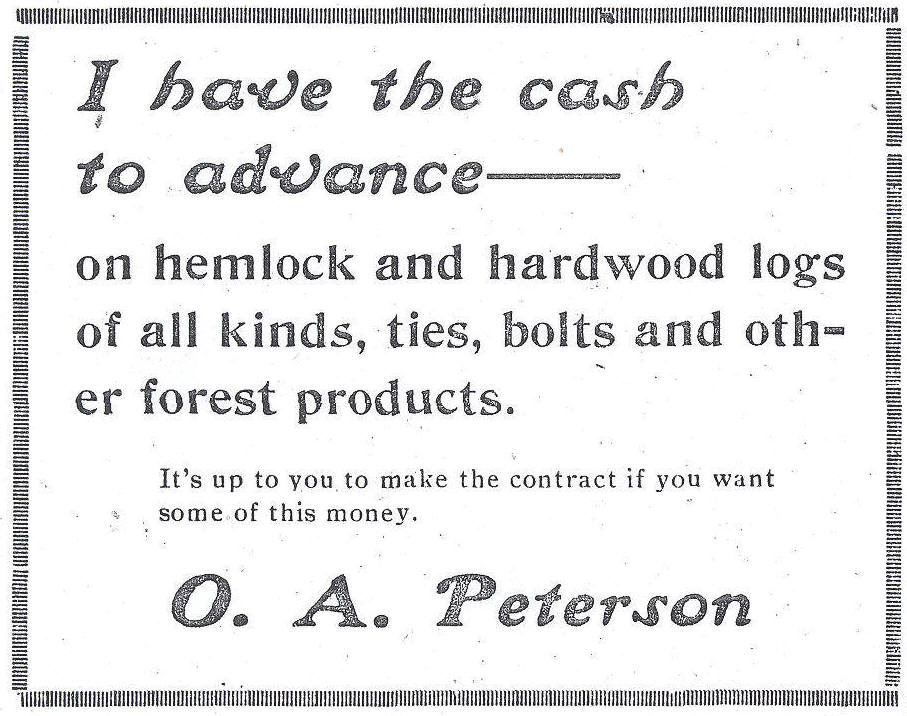 I have the cash
to advance——
on hemlock and hardwood logs
of all kinds, ties, bolts and oth-
er forest products.
It's up to you to make the contract if you want
some of this money.
O. A. Peterson